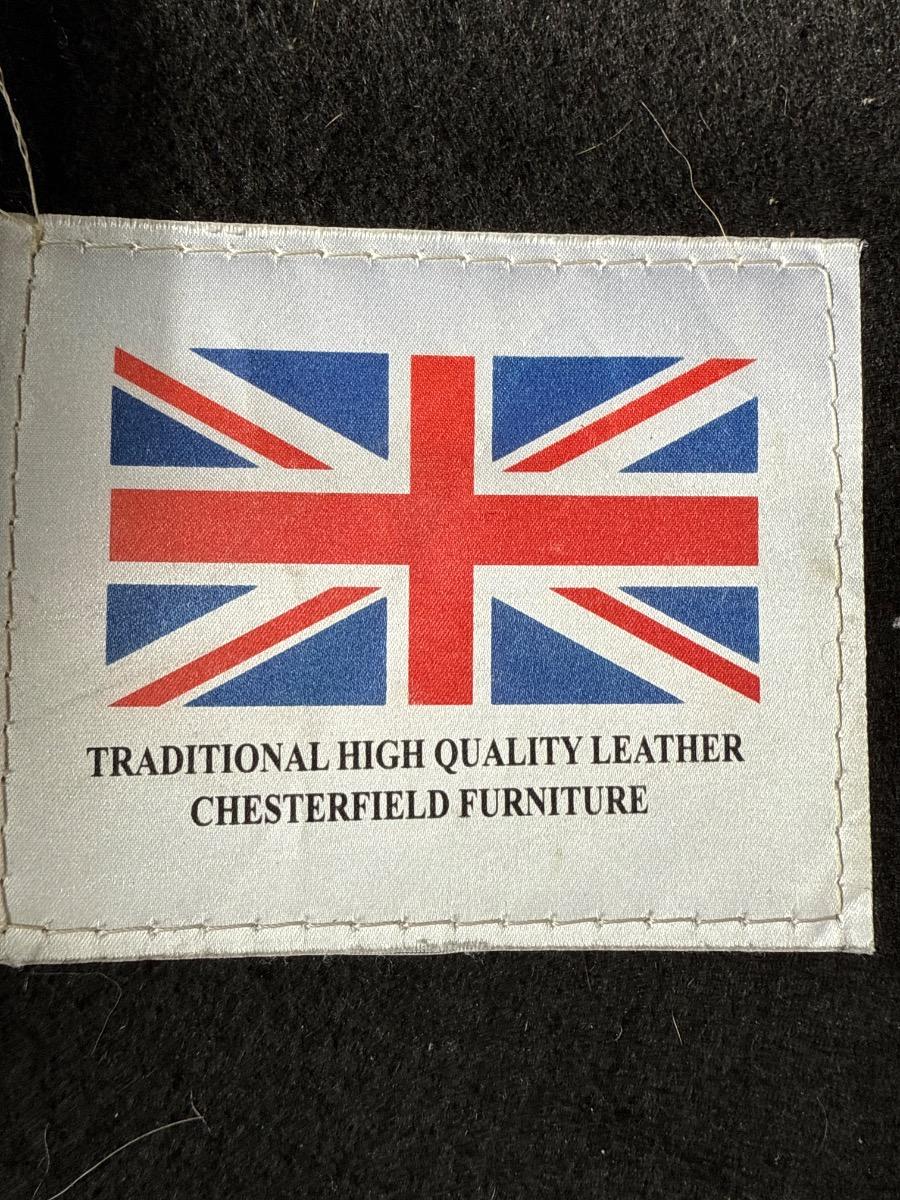 TRADITIONAL HIGH QUALITY LEATHER
CHESTERFIELD FURNITURE